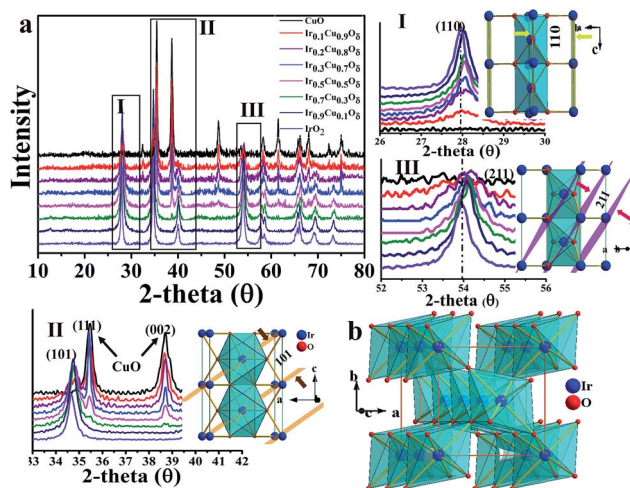 a
II
I
III
CuO
Ir0.1Cu0.9Oδ
Ir0.2Cu0.8Oδ
Ir0.3Cu0.7Oδ
Ir0.5Cu0.5Oδ
Ir0.7Cu0.3Oδ
Ir0.9Cu0.1Oδ
IrO2
Intensity
10 20 30 40 50 60 70 80
2-theta (θ)
I
(110)
110
b a
c
26 27 28 29 30
2-theta (θ)
III
(211)
211
a b
52 53 54 55 56
2-theta (θ)
II
(111)
(002)
(101)
CuO
Ir
O
101
c
a
33 34 35 36 37 38 39 40 41 42
2-theta (θ)
b
Ir
O
b
c a